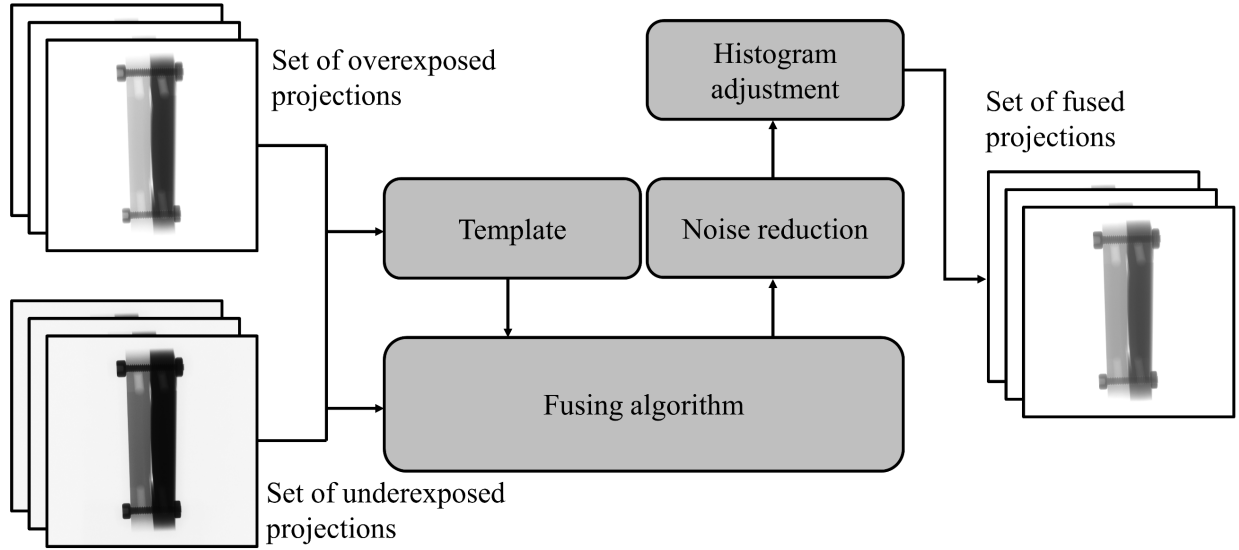 Set of overexposed
projections
Histogram
adjustment
Set of fused
projections
Template
Noise reduction
Fusing algorithm
Set of underexposed
projections